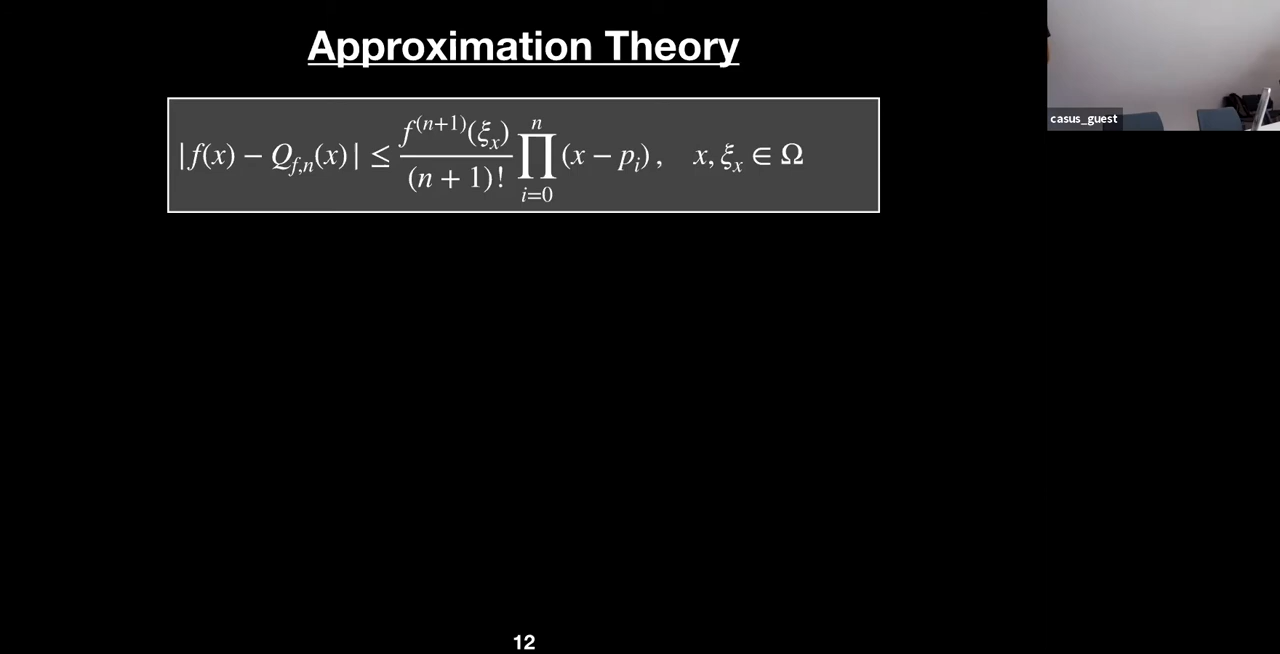 Approximation Theory
casus_guest
|f(x) − Q_{f,n}(x)| ≤ \frac{f^{(n+1)}(ξ_x)}{(n + 1)!} \prod_{i=0}^{n} (x − p_i) , x, ξ_x ∈ Ω
12